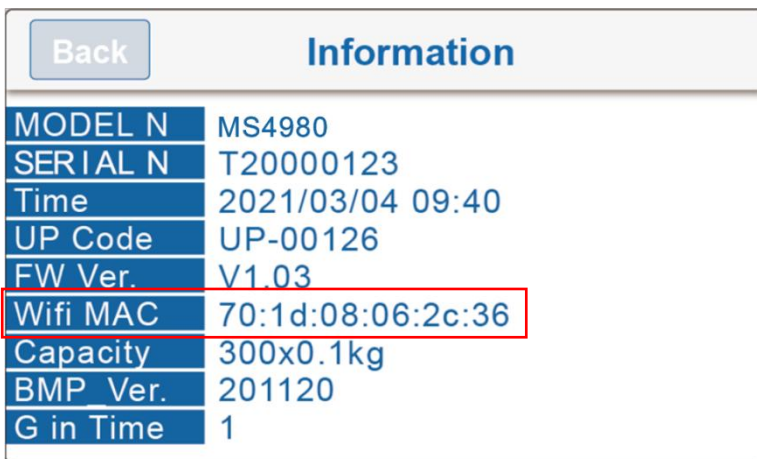 Back Information
MODEL N MS4980
SERIAL N T20000123
Time 2021/03/04 09:40
UP Code UP-00126
FW Ver. V1.03
Wifi MAC 70:1d:08:06:2c:36
Capacity 300x0.1kg
BMP_Ver. 201120
G in Time 1